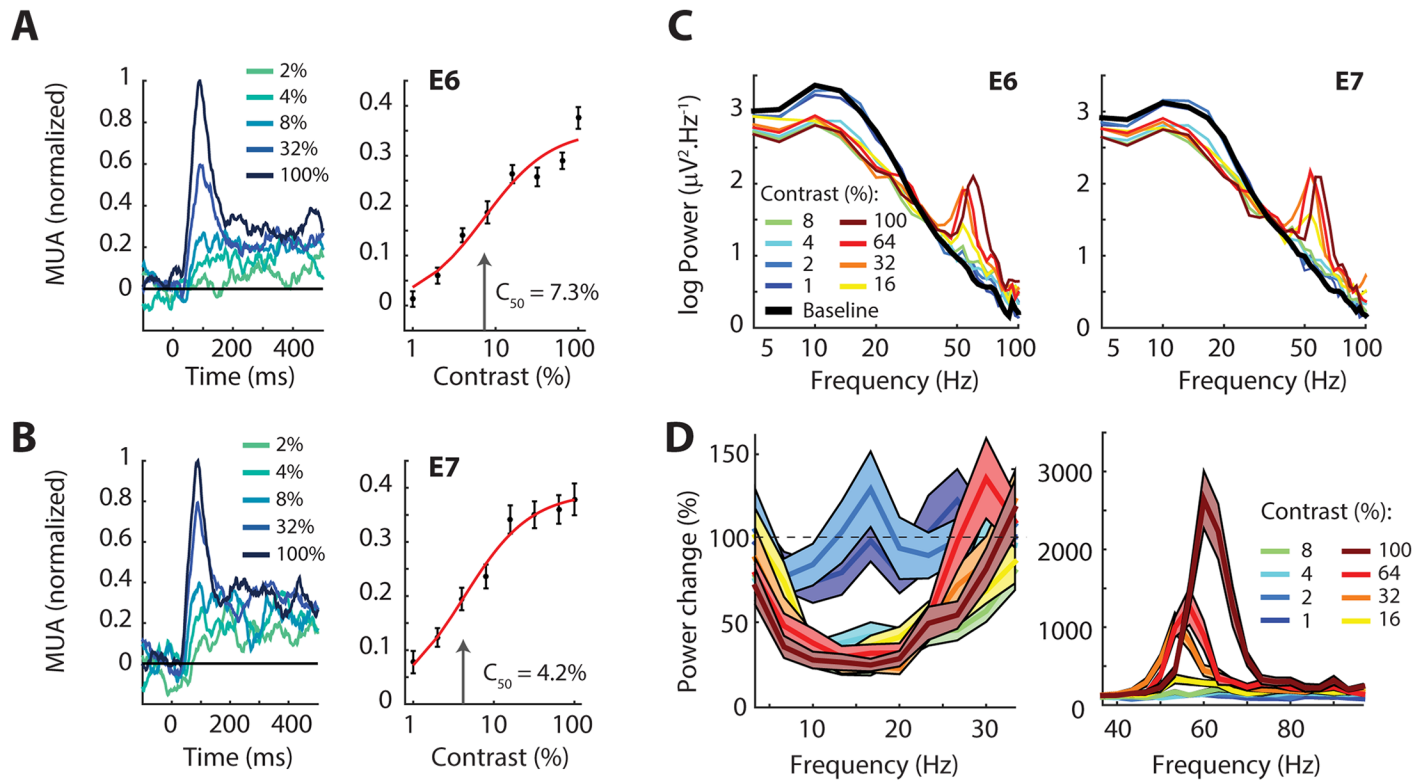 A
MUA (normalized)
1
0.8
0.6
0.4
0.2
0
2%
4%
8%
32%
100%
0 200 400
Time (ms)
E6
0.4
0.3
0.2
0.1
0
C50 = 7.3%
1 10 100
Contrast (%)
B
MUA (normalized)
1
0.8
0.6
0.4
0.2
0
2%
4%
8%
32%
100%
0 200 400
Time (ms)
E7
0.4
0.3
0.2
0.1
0
C50 = 4.2%
1 10 100
Contrast (%)
C
log Power (μV².Hz⁻¹)
3
2
1
0
E6
Contrast (%):
8 100
4 64
2 32
1 16
Baseline
5 10 20 50 100
Frequency (Hz)
E7
3
2
1
0
5 10 20 50 100
Frequency (Hz)
D
Power change (%)
150
100
50
0
10 20 30
Frequency (Hz)
3000
2000
1000
0
Contrast (%):
8 100
4 64
2 32
1 16
40 60 80
Frequency (Hz)